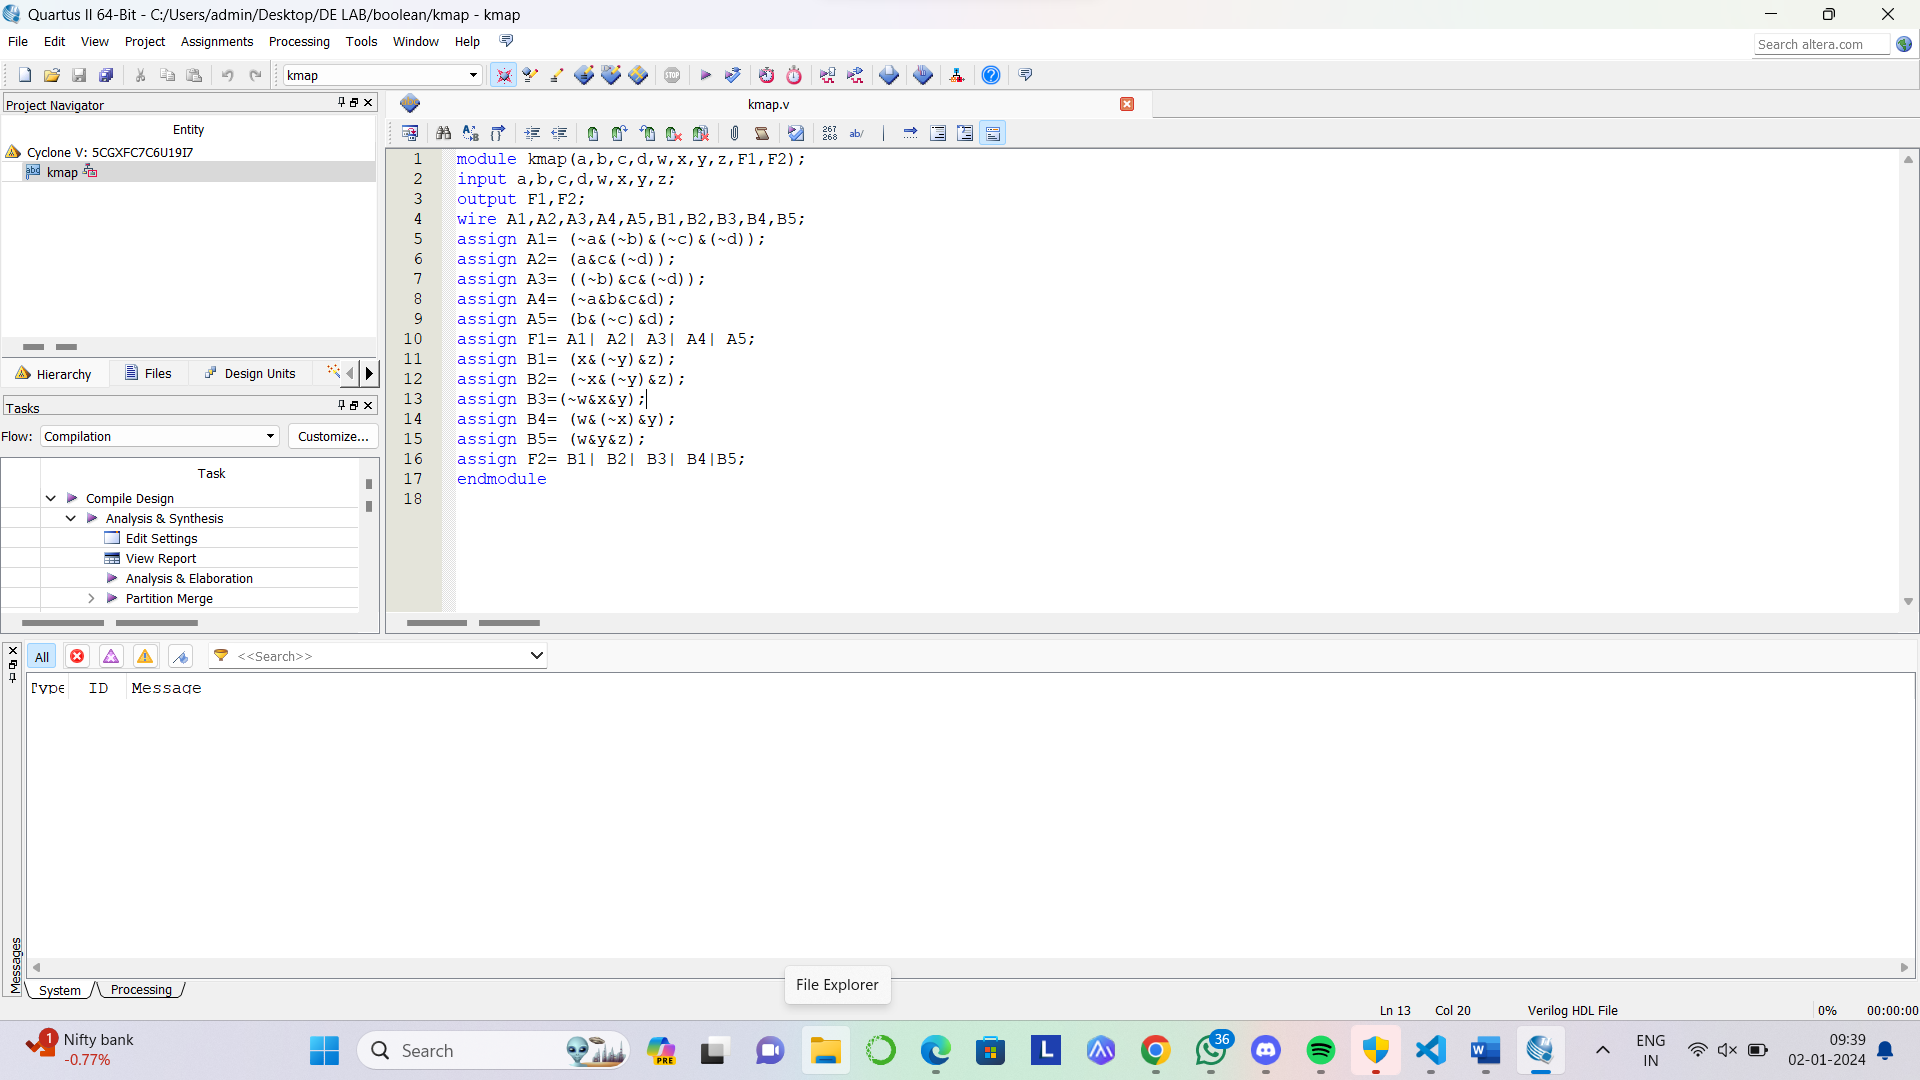 Quartus II 64-Bit - C:/Users/admin/Desktop/DE LAB/boolean/kmap - kmap
File Edit View Project Assignments Processing Tools Window Help
Search altera.com
kmap
Project Navigator
kmap.v
Entity
Cyclone V: 5CGXFC7C6U19I7
kmap
Hierarchy Files Design Units
Tasks
Flow: Compilation Customize...
Task
Compile Design
Analysis & Synthesis
Edit Settings
View Report
Analysis & Elaboration
Partition Merge
267 268 ab/
1 module kmap(a,b,c,d,w,x,y,z,F1,F2);
2 input a,b,c,d,w,x,y,z;
3 output F1,F2;
4 wire A1,A2,A3,A4,A5,B1,B2,B3,B4,B5;
5 assign A1= (~a&(~b)&(~c)&(~d));
6 assign A2= (a&c&(~d));
7 assign A3= ((~b)&c&(~d));
8 assign A4= (~a&b&c&d);
9 assign A5= (b&(~c)&d);
10 assign F1= A1| A2| A3| A4| A5;
11 assign B1= (x&(~y)&z);
12 assign B2= (~x&(~y)&z);
13 assign B3=(~w&x&y);
14 assign B4= (w&(~x)&y);
15 assign B5= (w&y&z);
16 assign F2= B1| B2| B3| B4|B5;
17 endmodule
18
All <<Search>>
Type ID Message
Messages
System Processing
File Explorer
Ln 13 Col 20 Verilog HDL File 0% 00:00:00
1 Nifty bank
-0.77%
Search
PRE
L
36
ENG
IN
09:39
02-01-2024